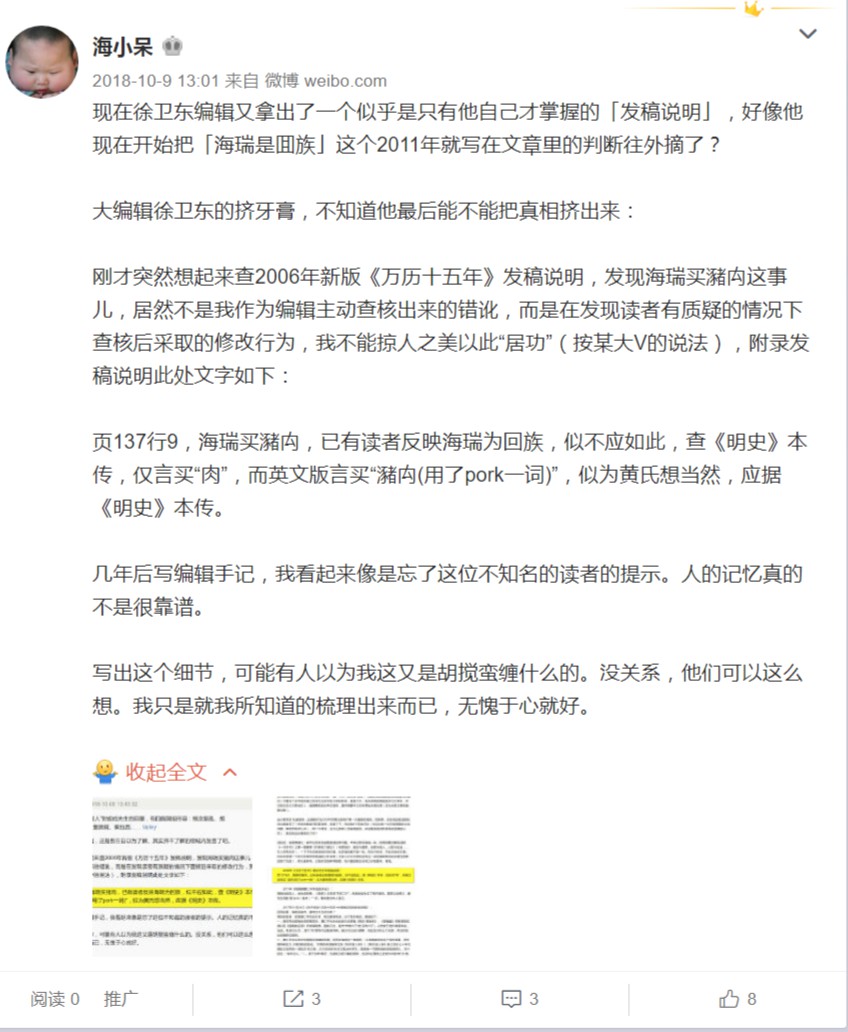 海小呆
2018-10-9 13:01 来自 微博 weibo.com
现在徐卫东编辑又拿出了一个似乎是只有他自己才掌握的「发稿说明」，好像他
现在开始把「海瑞是囬族」这个2011年就写在文章里的判断往外摘了？
大编辑徐卫东的挤牙膏，不知道他最后能不能把真相挤出来：
刚才突然想起来查2006年新版《万历十五年》发稿说明，发现海瑞买豬内这事
儿，居然不是我作为编辑主动查核出来的错讹，而是在发现读者有质疑的情况下
查核后采取的修改行为，我不能掠人之美以此“居功”（按某大V的说法），附录发
稿说明此处文字如下：
页137行9，海瑞买豬内，已有读者反映海瑞为回族，似不应如此，查《明史》本
传，仅言买“肉”，而英文版言买“豬内(用了pork一词)”，似为黄氏想当然，应据
《明史》本传。
几年后写编辑手记，我看起来像是忘了这位不知名的读者的提示。人的记忆真的
不是很靠谱。
写出这个细节，可能有人以为我这又是胡搅蛮缠什么的。没关系，他们可以这么
想。我只是就我所知道的梳理出来而已，无愧于心就好。
收起全文
阅读 0 推广 3 3 8